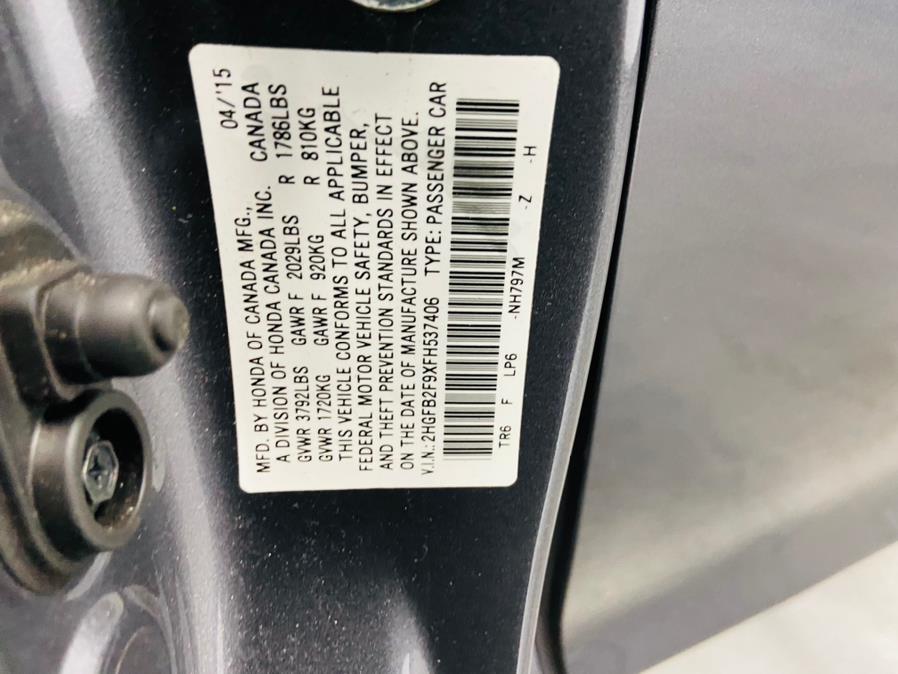 04/'15
MFD. BY HONDA OF CANADA MFG.,
A DIVISION OF HONDA CANADA INC. CANADA
GVWR 3792LBS GAWR F 2029LBS R 1786LBS
GVWR 1720KG GAWR F 920KG R 810KG
THIS VEHICLE CONFORMS TO ALL APPLICABLE
FEDERAL MOTOR VEHICLE SAFETY, BUMPER,
AND THEFT PREVENTION STANDARDS IN EFFECT
ON THE DATE OF MANUFACTURE SHOWN ABOVE.
V.I.N.:2HGFB2F9XFH537406 TYPE: PASSENGER CAR
TR6 F LP6 -NH797M -Z -H